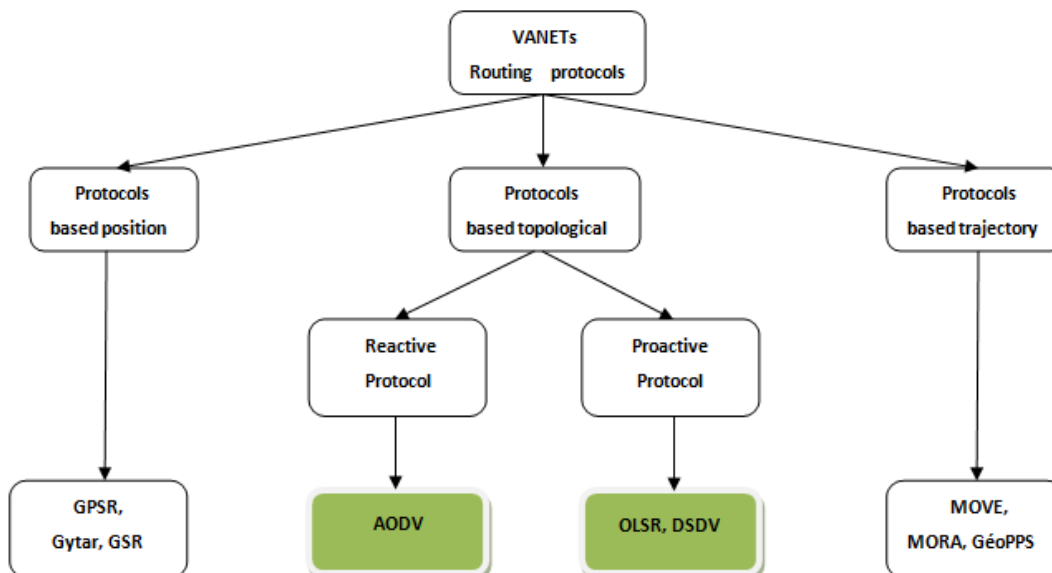 VANETs
Routing protocols
Protocols
based position
Protocols
based topological
Protocols
based trajectory
Reactive
Protocol
Proactive
Protocol
GPSR,
Gytar, GSR
AODV
OLSR, DSDV
MOVE,
MORA, GéoPPS